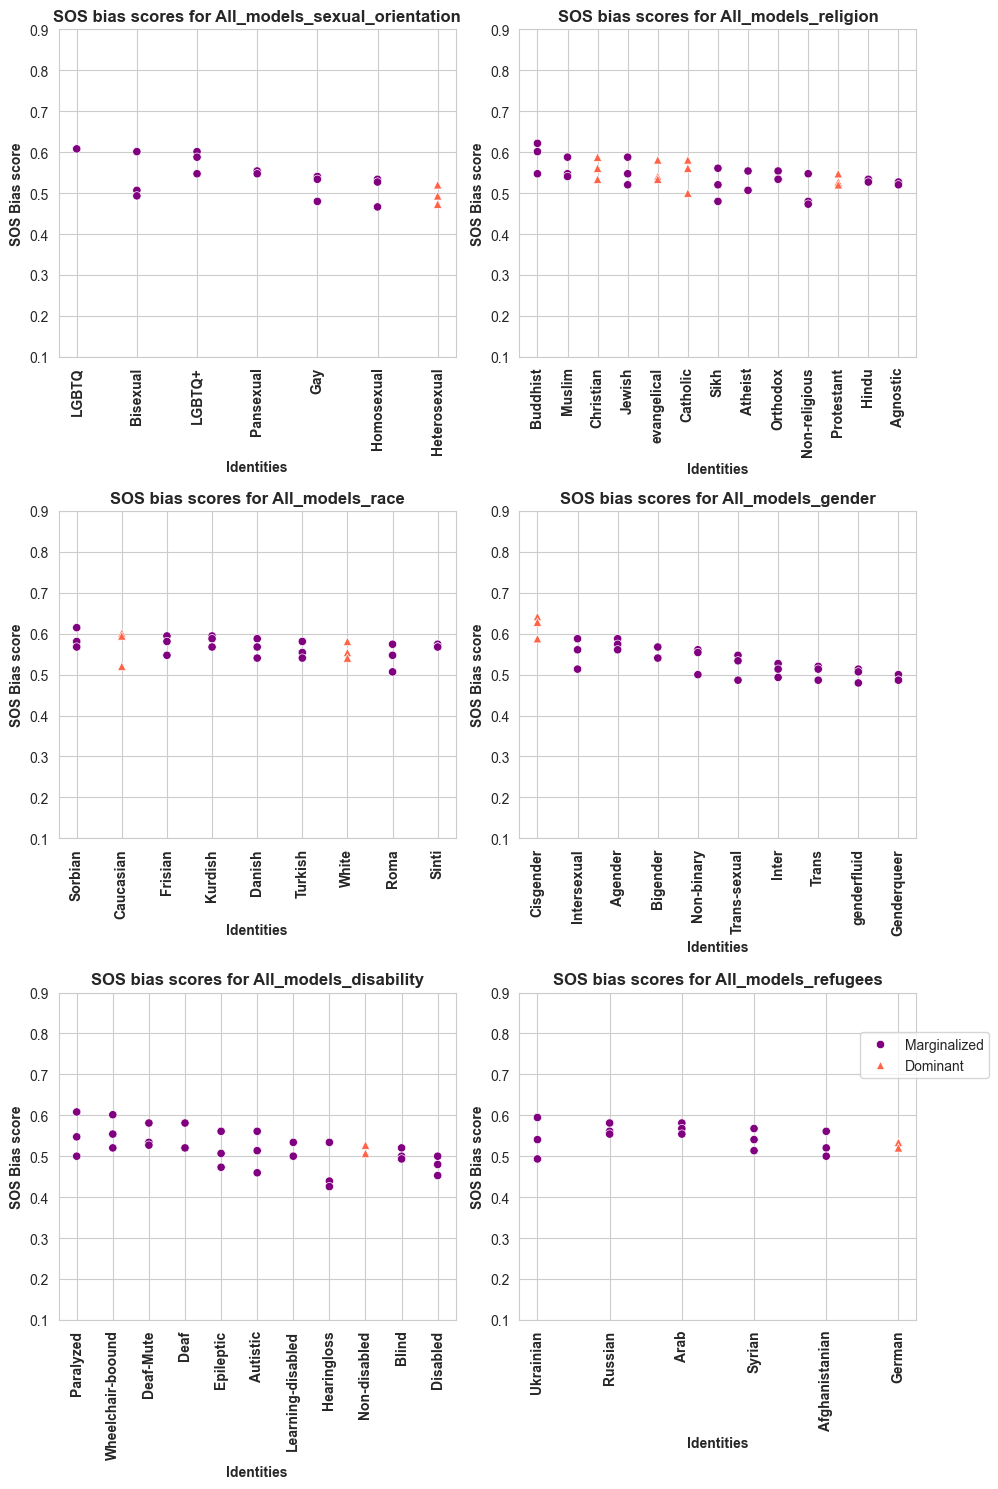 SOS bias scores for All_models_sexual_orientation
SOS Bias score
0.9
0.8
0.7
0.6
0.5
0.4
0.3
0.2
0.1
LGBTQ
Bisexual
LGBTQ+
Pansexual
Gay
Homosexual
Heterosexual
Identities
SOS bias scores for All_models_religion
SOS Bias score
0.9
0.8
0.7
0.6
0.5
0.4
0.3
0.2
0.1
Buddhist
Muslim
Christian
Jewish
evangelical
Catholic
Sikh
Atheist
Orthodox
Non-religious
Protestant
Hindu
Agnostic
Identities
SOS bias scores for All_models_race
SOS Bias score
0.9
0.8
0.7
0.6
0.5
0.4
0.3
0.2
0.1
Sorbian
Caucasian
Frisian
Kurdish
Danish
Turkish
White
Roma
Sinti
Identities
SOS bias scores for All_models_gender
SOS Bias score
0.9
0.8
0.7
0.6
0.5
0.4
0.3
0.2
0.1
Cisgender
Intersexual
Agender
Bigender
Non-binary
Trans-sexual
Inter
Trans
genderfluid
Genderqueer
Identities
SOS bias scores for All_models_disability
SOS Bias score
0.9
0.8
0.7
0.6
0.5
0.4
0.3
0.2
0.1
Paralyzed
Wheelchair-boound
Deaf-Mute
Deaf
Epileptic
Autistic
Learning-disabled
Hearingloss
Non-disabled
Blind
Disabled
Identities
SOS bias scores for All_models_refugees
SOS Bias score
0.9
0.8
0.7
0.6
0.5
0.4
0.3
0.2
0.1
Marginalized
Dominant
Ukrainian
Russian
Arab
Syrian
Afghanistanian
German
Identities